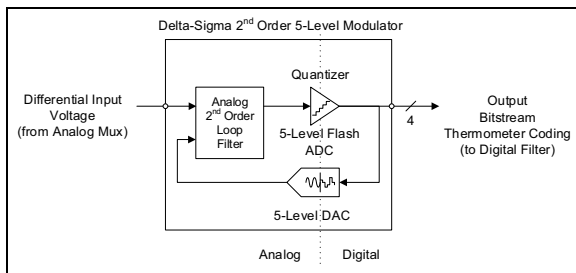 Delta-Sigma 2nd Order 5-Level Modulator
Differential Input
Voltage
(from Analog Mux)
Analog
2nd Order
Loop
Filter
Quantizer
5-Level Flash
ADC
4
Output
Bitstream
Thermometer Coding
(to Digital Filter)
5-Level DAC
Analog
Digital